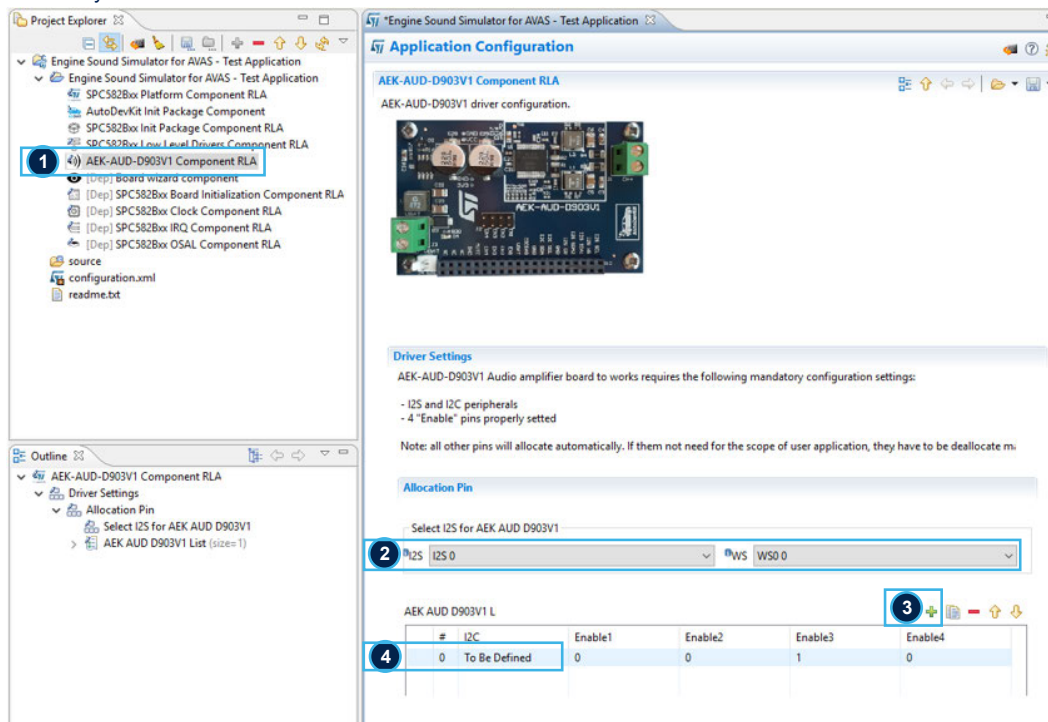 Project Explorer
Engine Sound Simulator for AVAS - Test Application
Engine Sound Simulator for AVAS - Test Application
SPC582Bxx Platform Component RLA
AutoDevKit Init Package Component
SPC582Bxx Init Package Component RLA
SPC582Bxx Low Level Drivers Component RLA
1
AEK-AUD-D903V1 Component RLA
[Dep] Board wizard component
[Dep] SPC582Bxx Board Initialization Component RLA
[Dep] SPC582Bxx Clock Component RLA
[Dep] SPC582Bxx IRQ Component RLA
[Dep] SPC582Bxx OSAL Component RLA
source
configuration.xml
readme.txt
Outline
AEK-AUD-D903V1 Component RLA
Driver Settings
Allocation Pin
Select I2S for AEK AUD D903V1
AEK AUD D903V1 List (size=1)
*Engine Sound Simulator for AVAS - Test Application
Application Configuration
AEK-AUD-D903V1 Component RLA
AEK-AUD-D903V1 driver configuration.
AEK-AUD-D903V1
Driver Settings
AEK-AUD-D903V1 Audio amplifier board to works requires the following mandatory configuration settings:
- I2S and I2C peripherals
- 4 "Enable" pins properly setted
Note: all other pins will allocate automatically. If them not need for the scope of user application, they have to be deallocate
Allocation Pin
Select I2S for AEK AUD D903V1
2
I2S I2S 0 WS WS0 0
AEK AUD D903V1 L
3
# I2C Enable1 Enable2 Enable3 Enable4
4
0 To Be Defined 0 0 1 0